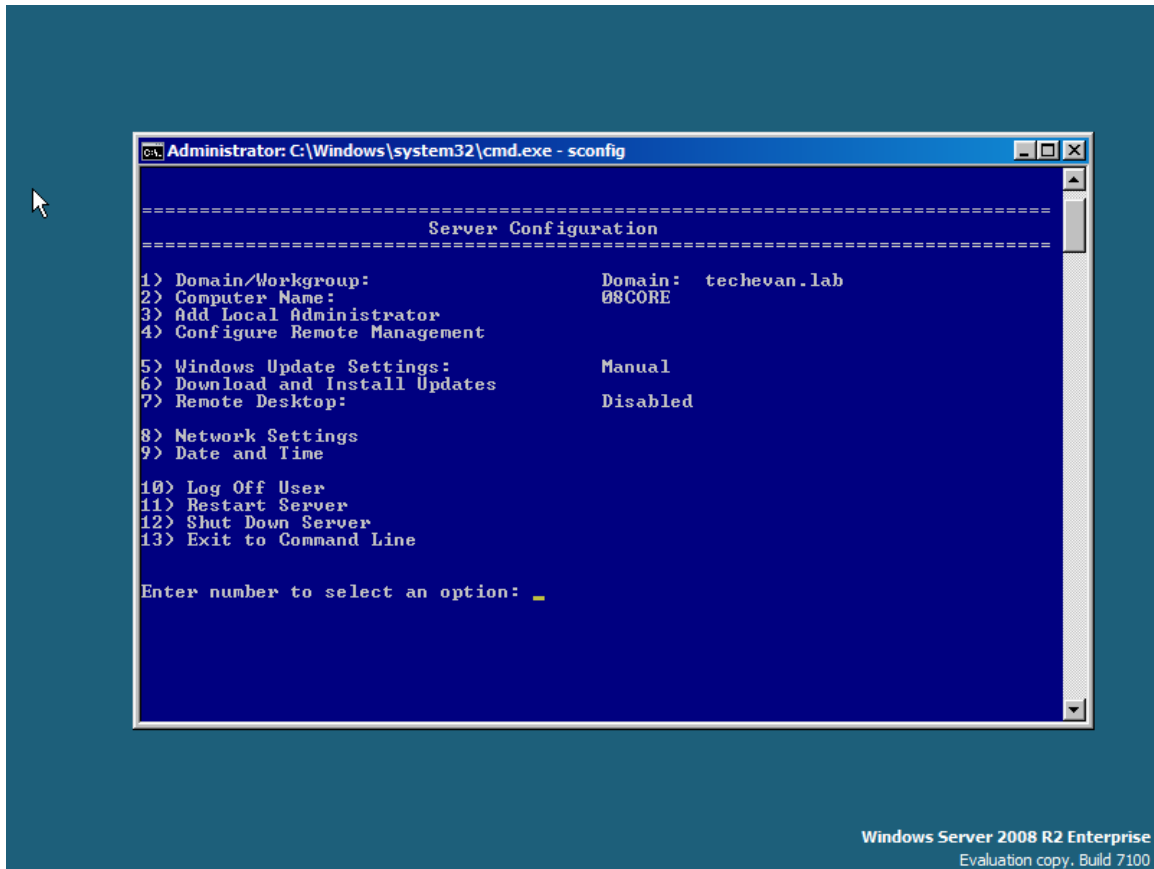 Administrator: C:\Windows\system32\cmd.exe - sconfig
===============================================================================
Server Configuration
===============================================================================
1) Domain/Workgroup: Domain: techevan.lab
2) Computer Name: 08CORE
3) Add Local Administrator
4) Configure Remote Management
5) Windows Update Settings: Manual
6) Download and Install Updates
7) Remote Desktop: Disabled
8) Network Settings
9) Date and Time
10) Log Off User
11) Restart Server
12) Shut Down Server
13) Exit to Command Line
Enter number to select an option: _
Windows Server 2008 R2 Enterprise
Evaluation copy. Build 7100